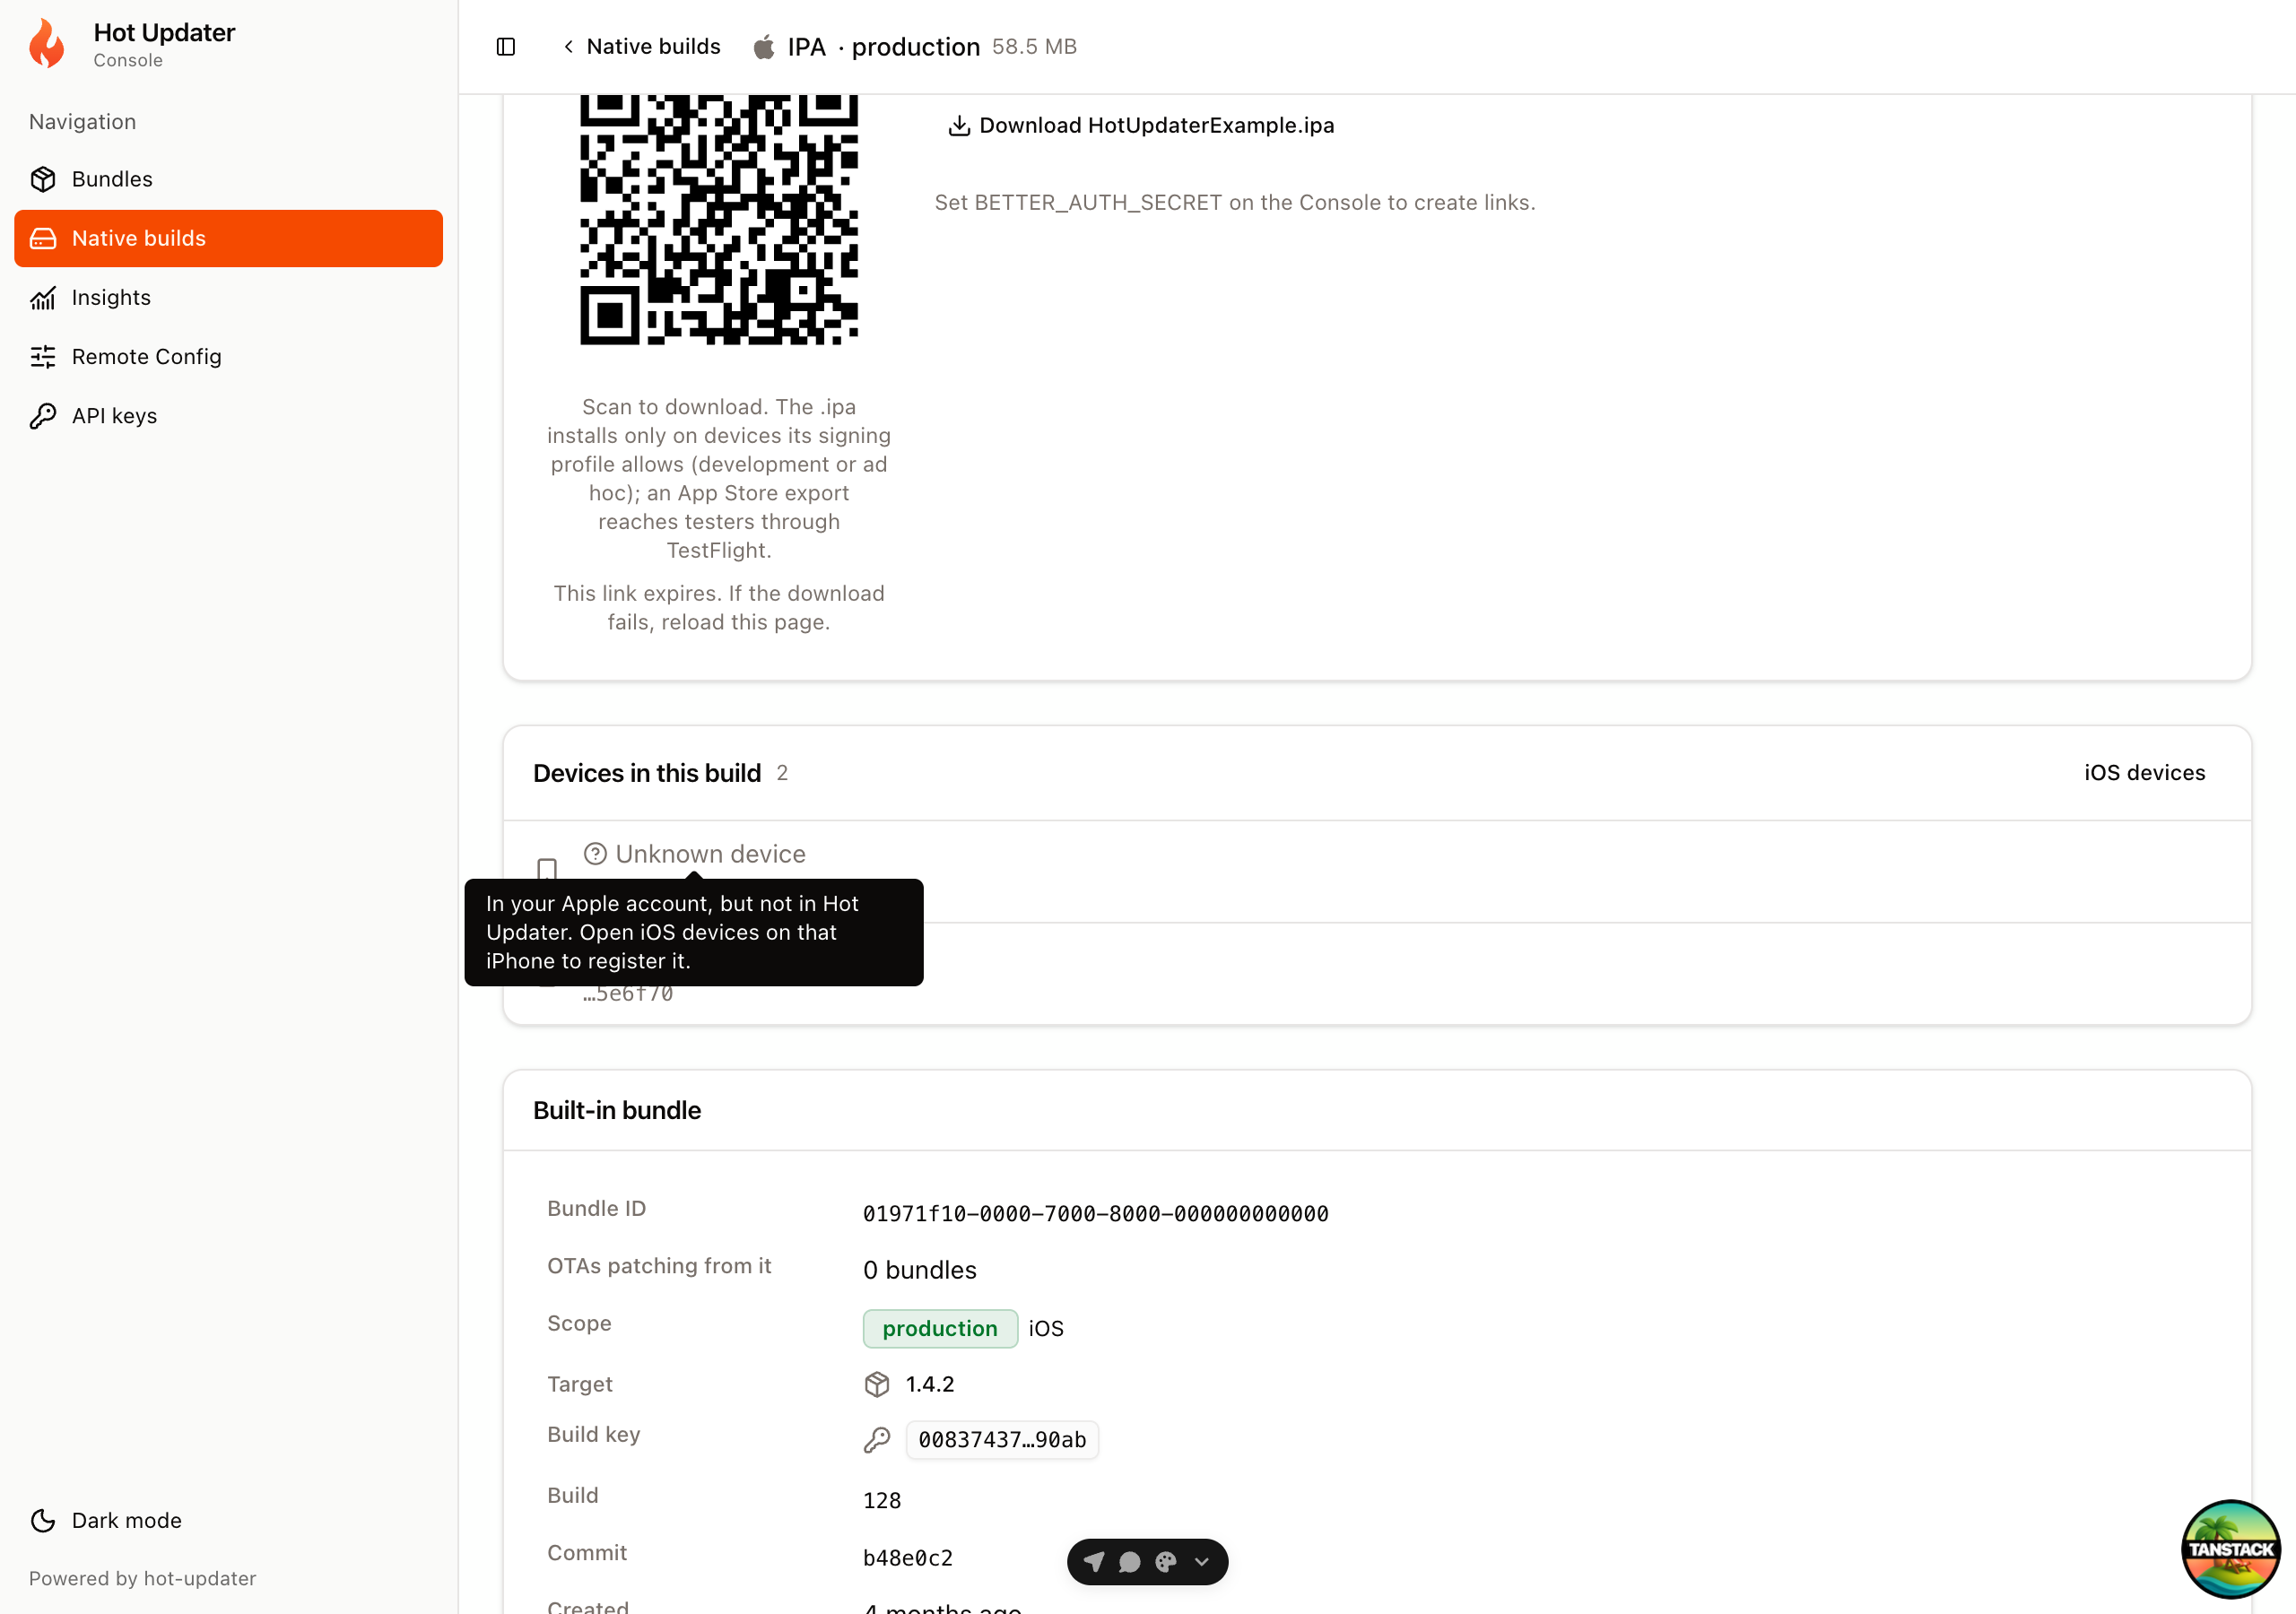 Hot Updater
Console
Navigation
Bundles
Native builds
Insights
Remote Config
API keys
Dark mode
Powered by hot-updater
Native builds
IPA · production 58.5 MB
Download HotUpdaterExample.ipa
Set BETTER_AUTH_SECRET on the Console to create links.
Scan to download. The .ipa
installs only on devices its signing
profile allows (development or ad
hoc); an App Store export
reaches testers through
TestFlight.
This link expires. If the download
fails, reload this page.
Devices in this build 2
iOS devices
Unknown device
In your Apple account, but not in Hot
Updater. Open iOS devices on that
iPhone to register it.
…5e6f70
Built-in bundle
Bundle ID 01971f10-0000-7000-8000-000000000000
OTAs patching from it 0 bundles
Scope production iOS
Target 1.4.2
Build key 00837437…90ab
Build 128
Commit b48e0c2
Created 4 months ago
TANSTACK